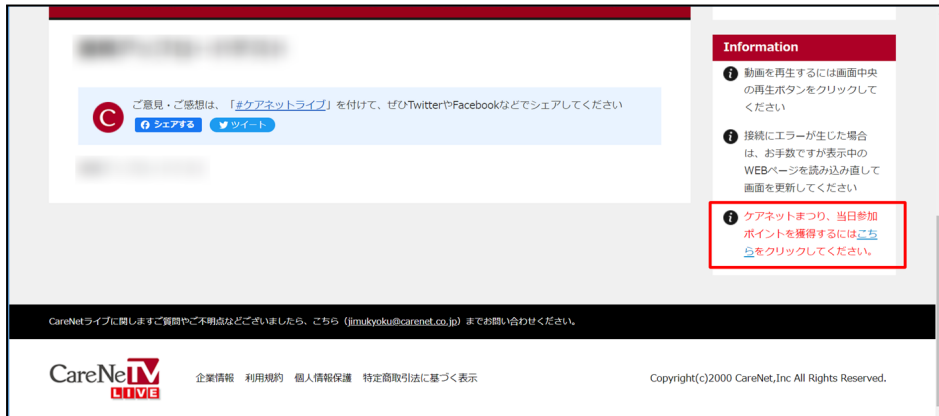 ご意見・ご感想は、「#ケアネットライブ」を付けて、ぜひTwitterやFacebookなどでシェアしてください
シェアする
ツイート
Information
動画を再生するには画面中央
の再生ボタンをクリックして
ください
接続にエラーが生じた場合
は、お手数ですが表示中の
WEBページを読み込み直して
画面を更新してください
ケアネットまつり、当日参加
ポイントを獲得するにはこち
らをクリックしてください。
CareNetライブに関しますご質問やご不明点などございましたら、こちら（jimukyoku@carenet.co.jp）までお問い合わせください。
CareNeTV
LIVE
企業情報 利用規約 個人情報保護 特定商取引法に基づく表示
Copyright(c)2000 CareNet,Inc All Rights Reserved.